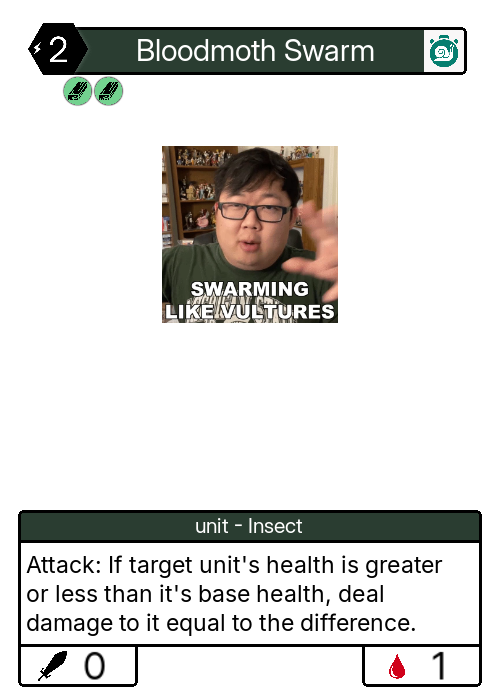 2
Bloodmoth Swarm
SWARMING
LIKE VULTURES
unit - Insect
Attack: If target unit's health is greater
or less than it's base health, deal
damage to it equal to the difference.
0
1